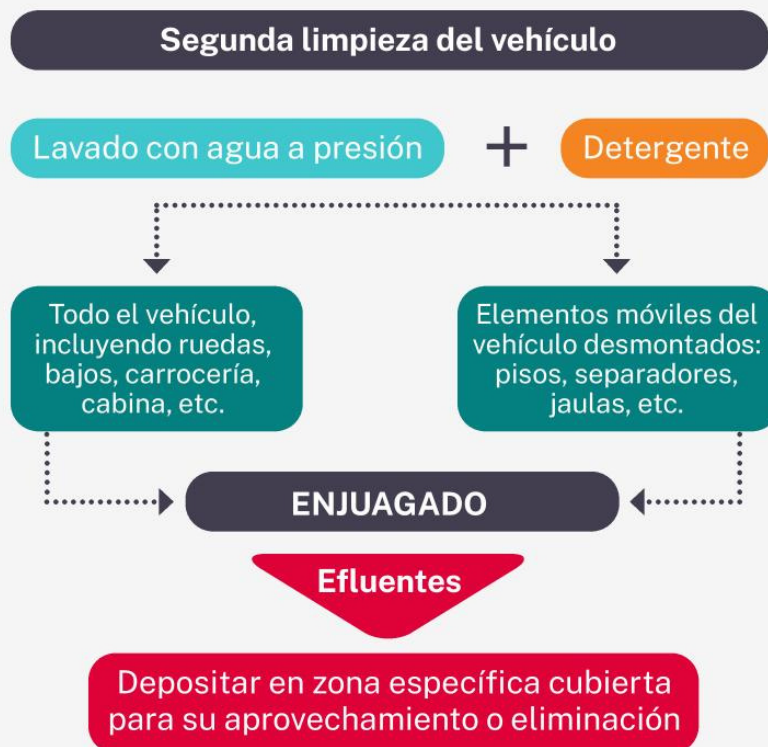 Segunda limpieza del vehículo
Lavado con agua a presión + Detergente
Todo el vehículo,
incluyendo ruedas,
bajos, carrocería,
cabina, etc.
Elementos móviles del
vehículo desmontados:
pisos, separadores,
jaulas, etc.
ENJUAGADO
Efluentes
Depositar en zona específica cubierta
para su aprovechamiento o eliminación